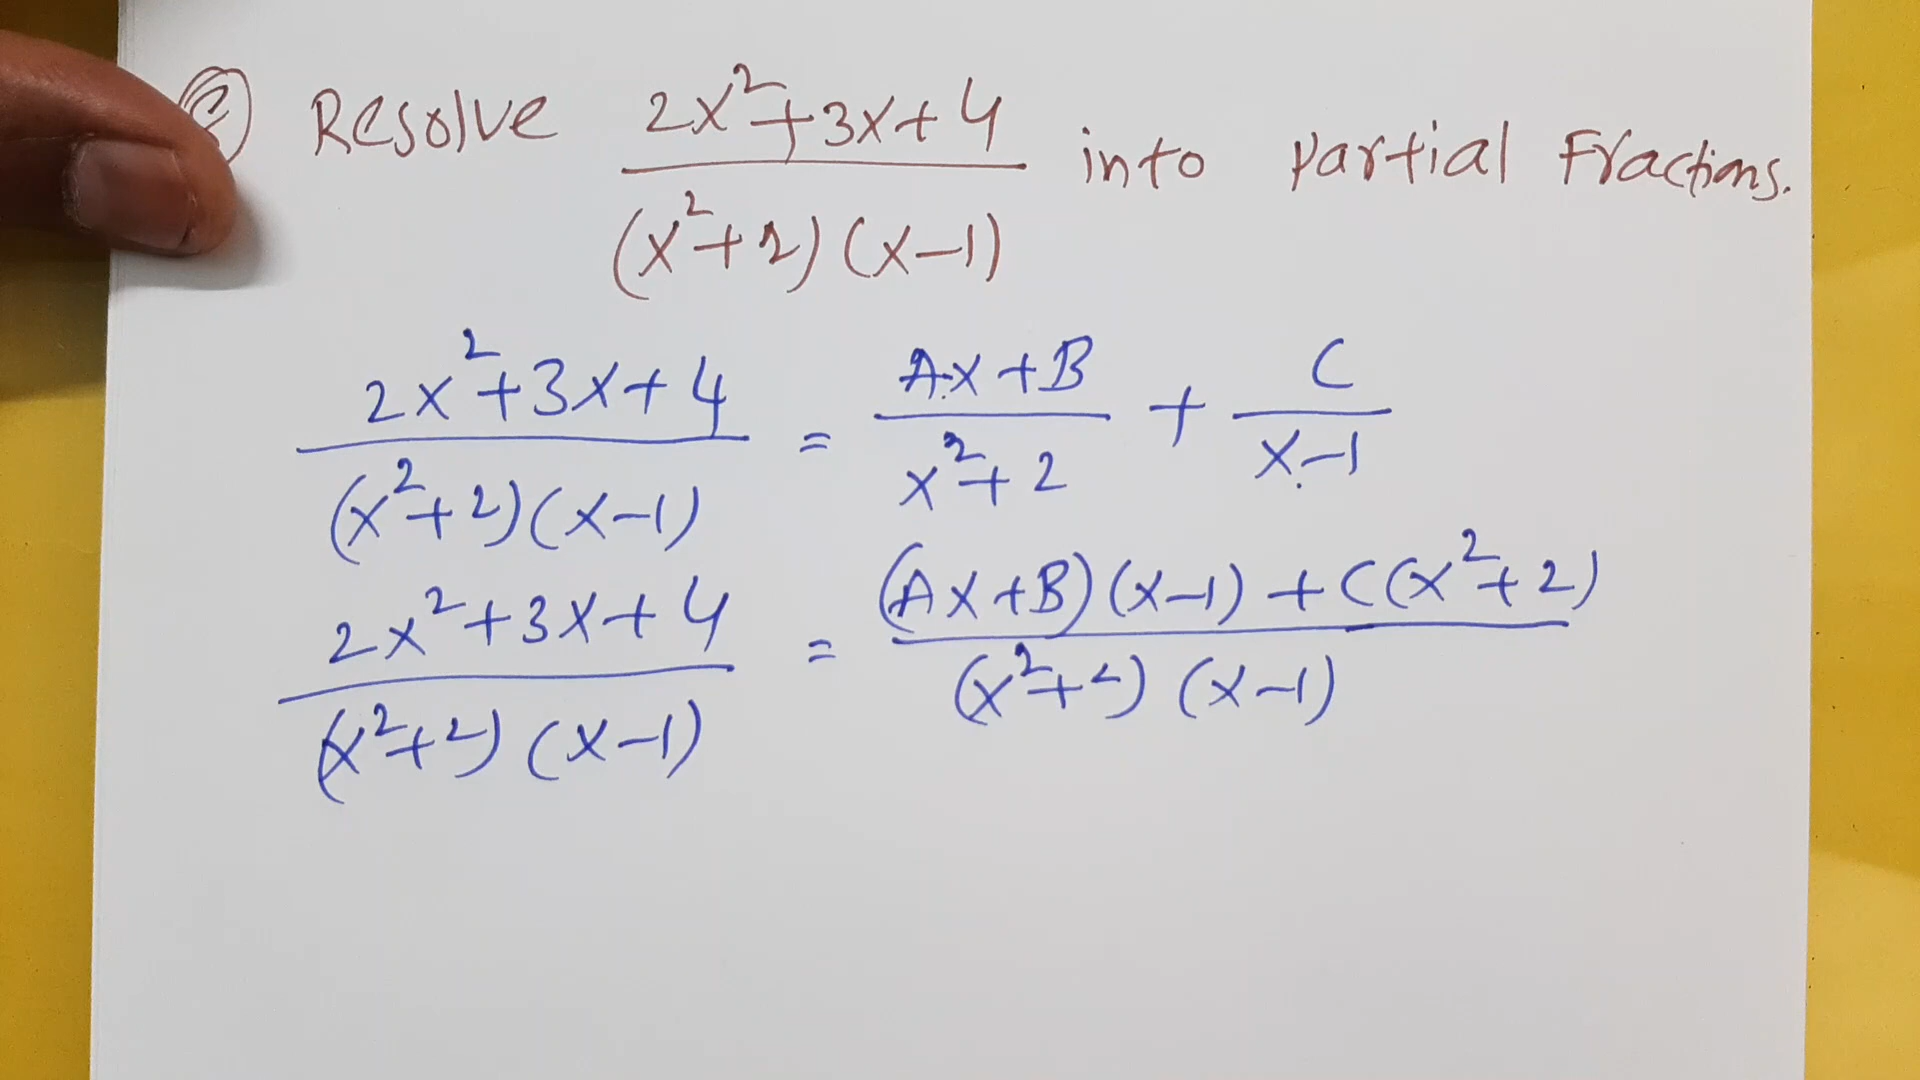 Resolve 2x²+3x+4 / (x²+2)(x-1) into partial Fractions.
2x²+3x+4 / (x²+2)(x-1) = Ax+B / x²+2 + C / x-1
2x²+3x+4 / (x²+2)(x-1) = (Ax+B)(x-1)+C(x²+2) / (x²+2)(x-1)